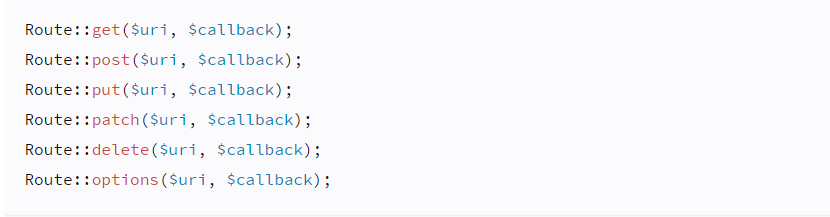 Route::get($uri, $callback);
Route::post($uri, $callback);
Route::put($uri, $callback);
Route::patch($uri, $callback);
Route::delete($uri, $callback);
Route::options($uri, $callback);